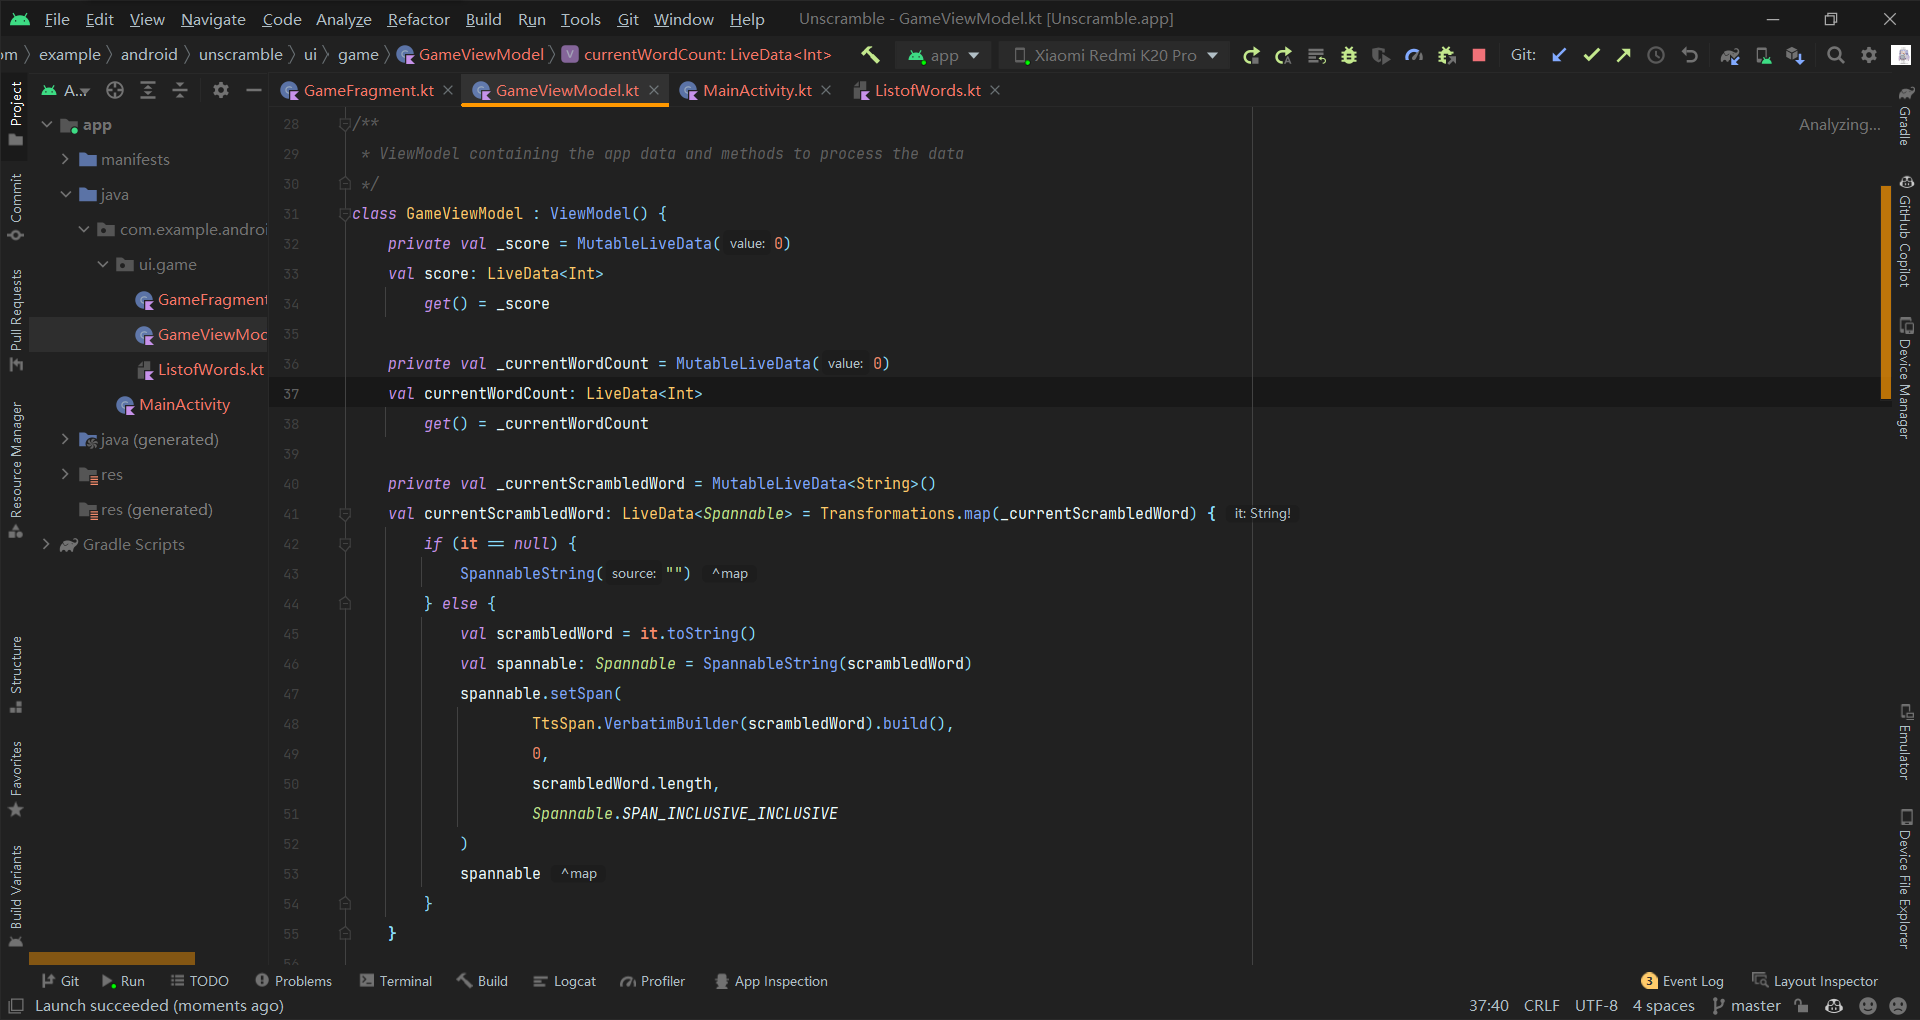 File Edit View Navigate Code Analyze Refactor Build Run Tools Git Window Help Unscramble - GameViewModel.kt [Unscramble.app]
om example android unscramble ui game GameViewModel V currentWordCount: LiveData<Int> app Xiaomi Redmi K20 Pro Git:
A... GameFragment.kt GameViewModel.kt MainActivity.kt ListofWords.kt
Project
Commit
Pull Requests
Resource Manager
Structure
Favorites
Build Variants
app
manifests
java
com.example.androi
ui.game
GameFragment
GameViewMod
ListofWords.kt
MainActivity
java (generated)
res
res (generated)
Gradle Scripts
Analyzing...
28 /**
29 * ViewModel containing the app data and methods to process the data
30 */
31 class GameViewModel : ViewModel() {
32 private val _score = MutableLiveData( value: 0)
33 val score: LiveData<Int>
34 get() = _score
35
36 private val _currentWordCount = MutableLiveData( value: 0)
37 val currentWordCount: LiveData<Int>
38 get() = _currentWordCount
39
40 private val _currentScrambledWord = MutableLiveData<String>()
41 val currentScrambledWord: LiveData<Spannable> = Transformations.map(_currentScrambledWord) { it: String!
42 if (it == null) {
43 SpannableString( source: "") ^map
44 } else {
45 val scrambledWord = it.toString()
46 val spannable: Spannable = SpannableString(scrambledWord)
47 spannable.setSpan(
48 TtsSpan.VerbatimBuilder(scrambledWord).build(),
49 0,
50 scrambledWord.length,
51 Spannable.SPAN_INCLUSIVE_INCLUSIVE
52 )
53 spannable ^map
54 }
55 }
56
Gradle
GitHub Copilot
Device Manager
Emulator
Device File Explorer
Git Run TODO Problems Terminal Build Logcat Profiler App Inspection 3 Event Log Layout Inspector
Launch succeeded (moments ago) 37:40 CRLF UTF-8 4 spaces master